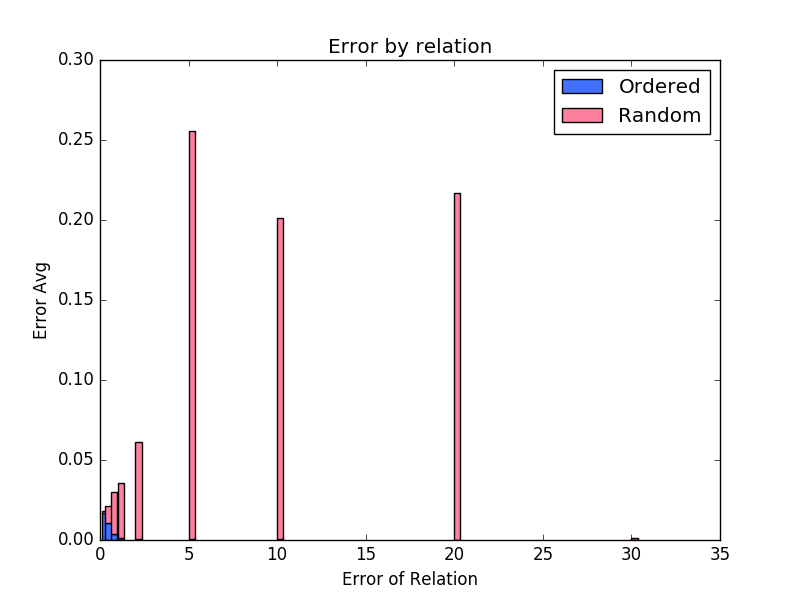 Error by relation
Ordered
Random
0.30
0.25
0.20
0.15
0.10
0.05
0.00
Error Avg
0 5 10 15 20 25 30 35
Error of Relation